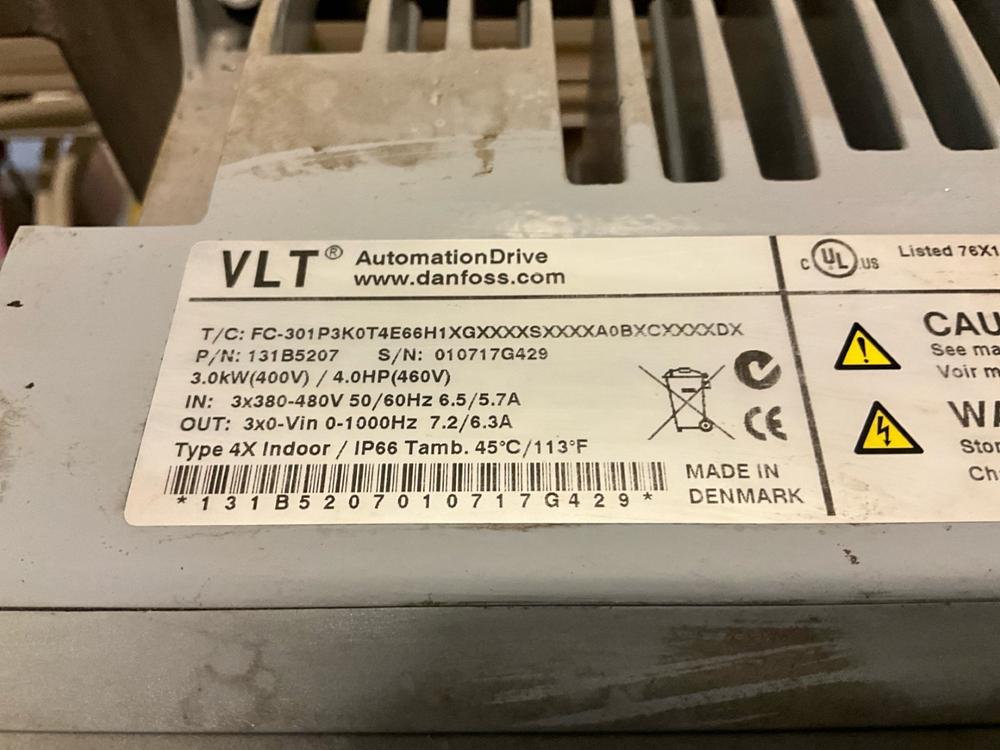 VLT® AutomationDrive
www.danfoss.com
T/C: FC-301P3K0T4E66H1XGXXXXSXXXXA0BXCXXXXDX
P/N: 131B5207 S/N: 010717G429
3.0kW(400V) / 4.0HP(460V)
IN: 3x380-480V 50/60Hz 6.5/5.7A
OUT: 3x0-Vin 0-1000Hz 7.2/6.3A
Type 4X Indoor / IP66 Tamb. 45°C/113°F
*131B5207010717G429*
CE
MADE IN
DENMARK
C UL US Listed 76X1
CAU
See ma
Voir m
WA
Stor
Ch